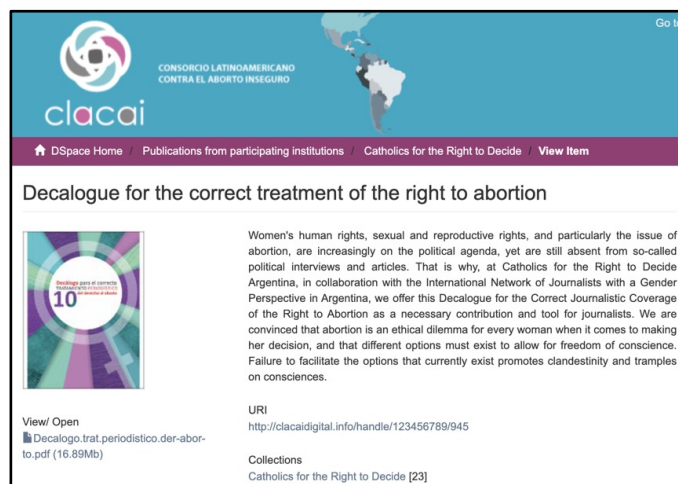 Go to
CONSORCIO LATINOAMERICANO
CONTRA EL ABORTO INSEGURO
clacai
DSpace Home / Publications from participating institutions / Catholics for the Right to Decide / View Item
Decalogue for the correct treatment of the right to abortion
Decálogo para el correcto
TRATAMIENTO PERIODÍSTICO
10 del derecho al aborto
Women's human rights, sexual and reproductive rights, and particularly the issue of
abortion, are increasingly on the political agenda, yet are still absent from so-called
political interviews and articles. That is why, at Catholics for the Right to Decide
Argentina, in collaboration with the International Network of Journalists with a Gender
Perspective in Argentina, we offer this Decalogue for the Correct Journalistic Coverage
of the Right to Abortion as a necessary contribution and tool for journalists. We are
convinced that abortion is an ethical dilemma for every woman when it comes to making
her decision, and that different options must exist to allow for freedom of conscience.
Failure to facilitate the options that currently exist promotes clandestinity and tramples
on consciences.
View/ Open
Decalogo.trat.periodistico.der-abor-
to.pdf (16.89Mb)
URI
http://clacaidigital.info/handle/123456789/945
Collections
Catholics for the Right to Decide [23]